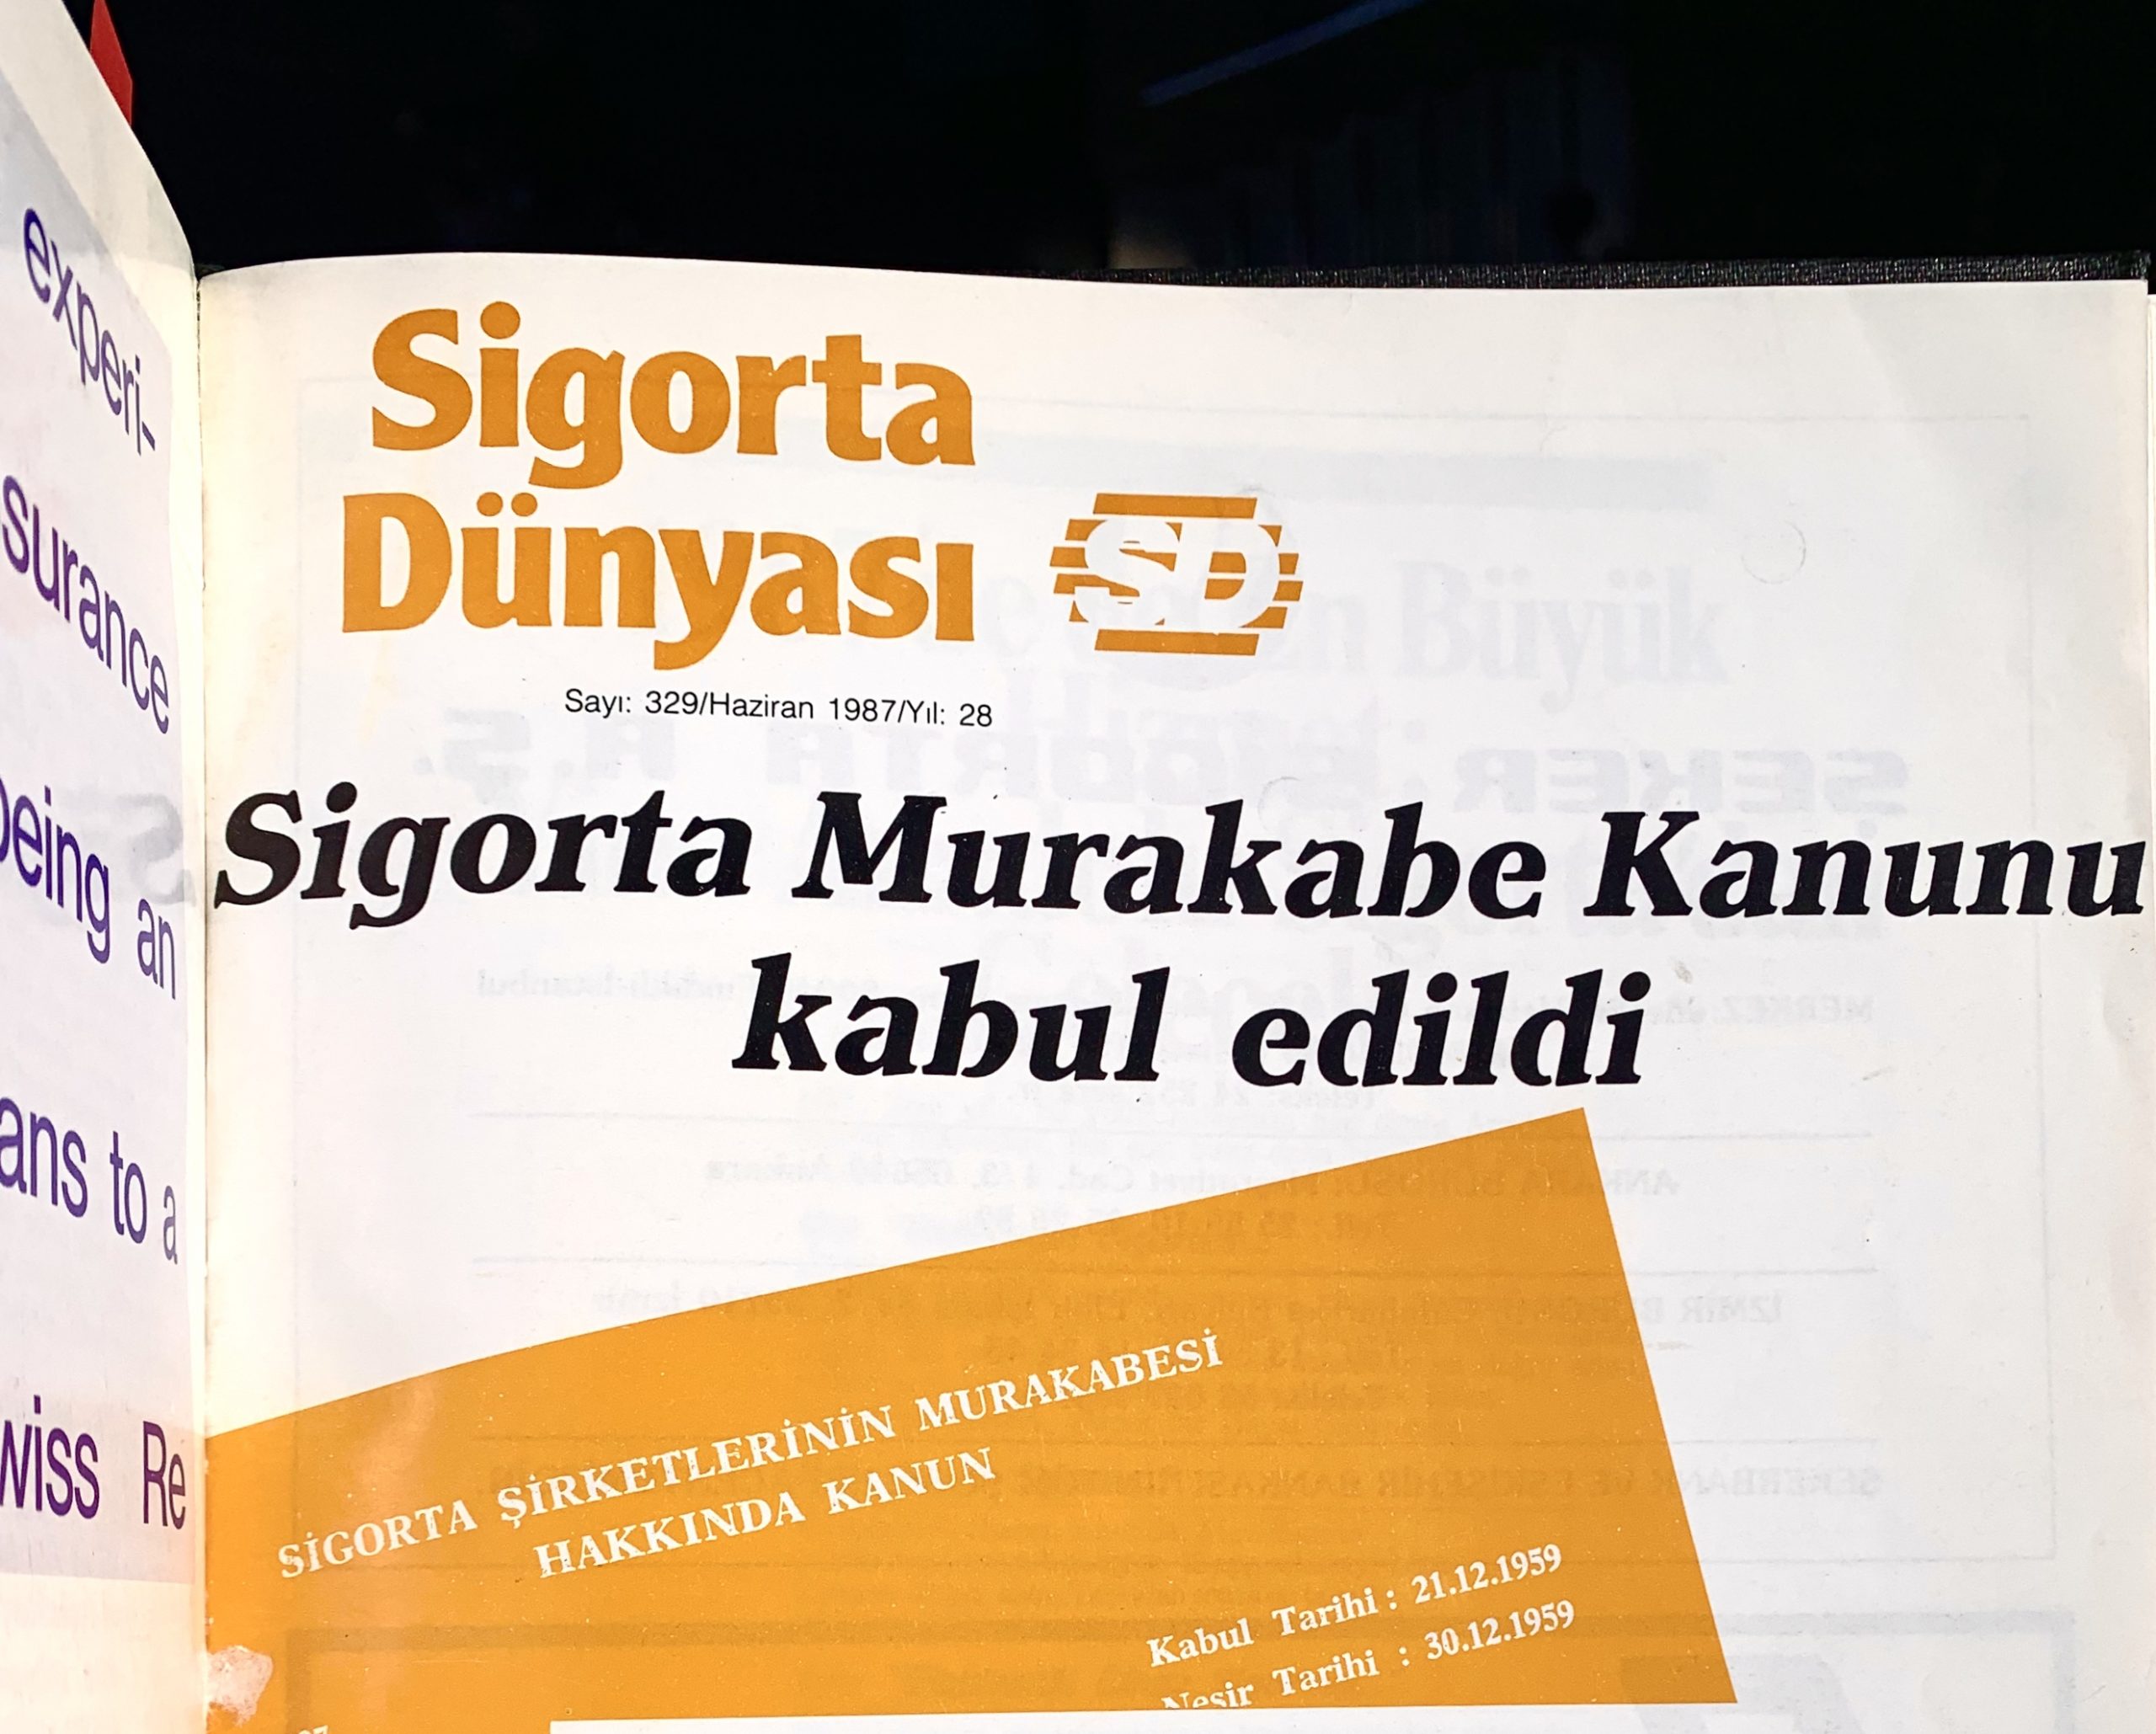 experi-
surance
being an
ans to a
wiss Re
Sigorta
Dünyası
SD
Sayı: 329/Haziran 1987/Yıl: 28
Sigorta Murakabe Kanunu
kabul edildi
SİGORTA ŞİRKETLERİNİN MURAKABESİ
HAKKINDA KANUN
Kabul Tarihi : 21.12.1959
Neşir Tarihi : 30.12.1959